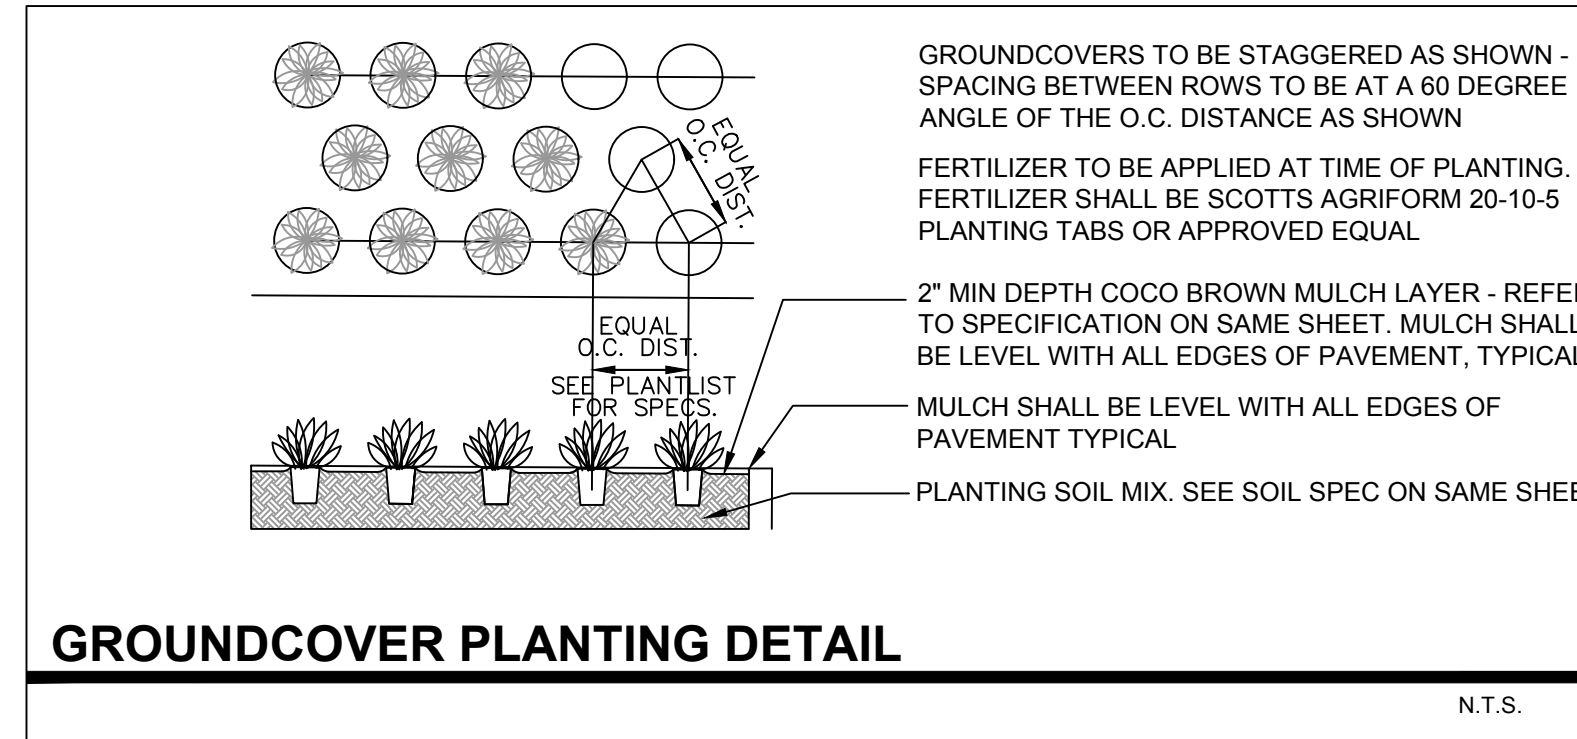 GROUNDCOVERS TO BE STAGGERED AS SHOWN -
SPACING BETWEEN ROWS TO BE AT A 60 DEGREE
ANGLE OF THE O.C. DISTANCE AS SHOWN
EQUAL
O.C. DIST.
FERTILIZER TO BE APPLIED AT TIME OF PLANTING.
FERTILIZER SHALL BE SCOTTS AGRIFORM 20-10-5
PLANTING TABS OR APPROVED EQUAL
2" MIN DEPTH COCO BROWN MULCH LAYER -
TO SPECIFICATION ON SAME SHEET. MULCH SHALL
BE LEVEL WITH ALL EDGES OF PAVEMENT,
EQUAL
O.C. DIST.
SEE PLANTLIST
FOR SPECS.
MULCH SHALL BE LEVEL WITH ALL EDGES OF
PAVEMENT TYPICAL
PLANTING SOIL MIX. SEE SOIL SPEC ON SAME
GROUNDCOVER PLANTING DETAIL
N.T.S.